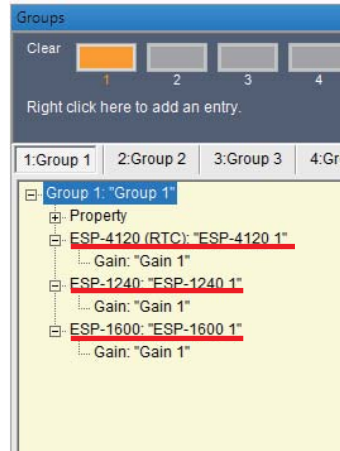 Groups
Clear
1 2 3 4
Right click here to add an entry.
1:Group 1 2:Group 2 3:Group 3 4:Gr
Group 1: "Group 1"
Property
ESP-4120 (RTC): "ESP-4120 1"
Gain: "Gain 1"
ESP-1240: "ESP-1240 1"
Gain: "Gain 1"
ESP-1600: "ESP-1600 1"
Gain: "Gain 1"